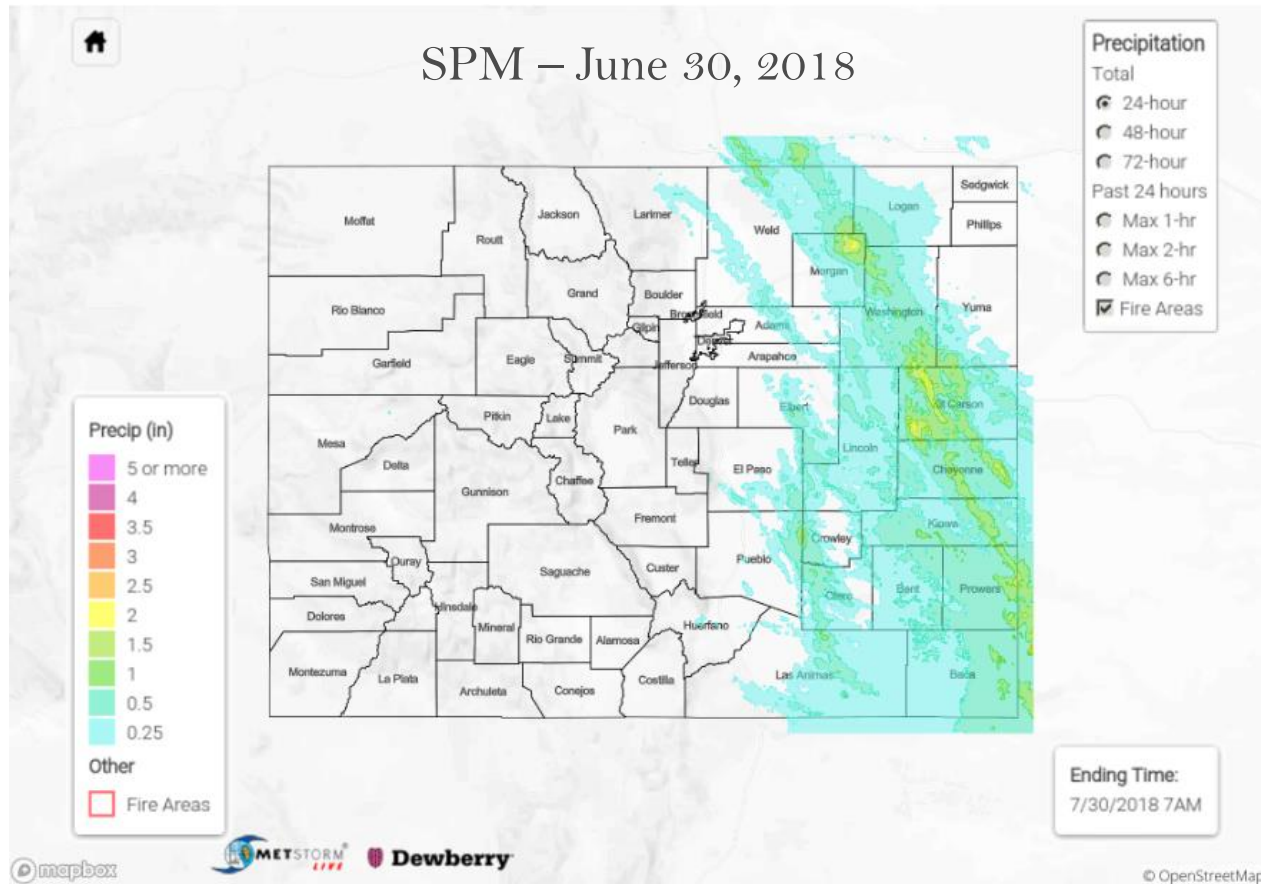 SPM – June 30, 2018
Precipitation
Total
24-hour
48-hour
72-hour
Past 24 hours
Max 1-hr
Max 2-hr
Max 6-hr
Fire Areas
Moffat
Routt
Jackson
Larimer
Weld
Logan
Sedgwick
Phillips
Morgan
Rio Blanco
Grand
Boulder
Broomfield
Gilpin
Adams
Washington
Yuma
Garfield
Eagle
Summit
Jefferson
Denver
Arapahoe
Pitkin
Lake
Park
Douglas
Elbert
Kit Carson
Mesa
Delta
Gunnison
Chaffee
Teller
El Paso
Lincoln
Cheyenne
Montrose
Fremont
Crowley
Kiowa
Ouray
San Miguel
Saguache
Custer
Pueblo
Otero
Bent
Prowers
Dolores
Hinsdale
Mineral
Rio Grande
Alamosa
Huerfano
Montezuma
La Plata
Archuleta
Conejos
Costilla
Las Animas
Baca
Precip (in)
5 or more
4
3.5
3
2.5
2
1.5
1
0.5
0.25
Other
Fire Areas
Ending Time:
7/30/2018 7AM
METSTORM
LIVE
Dewberry
mapbox
© OpenStreetMap